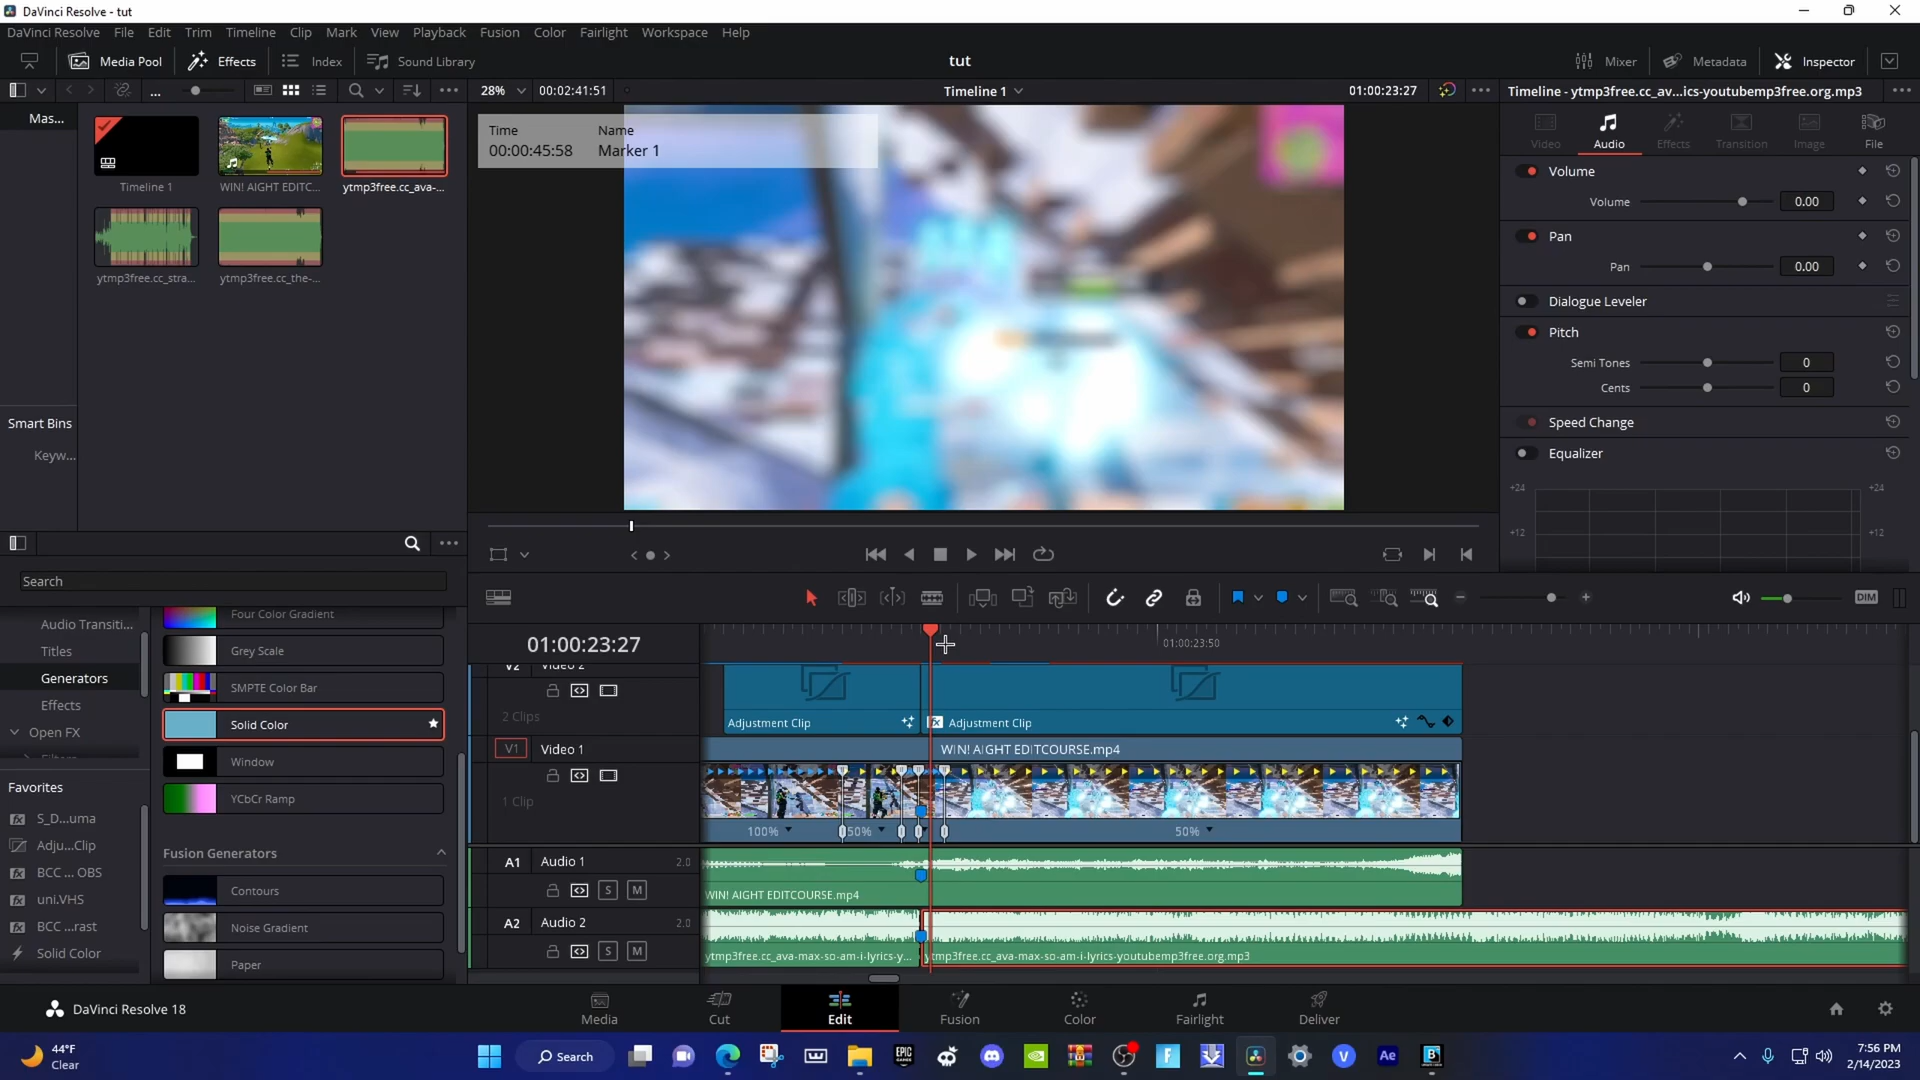 DaVinci Resolve - tut
DaVinci Resolve File Edit Trim Timeline Clip Mark View Playback Fusion Color Fairlight Workspace Help
Media Pool Effects Index Sound Library tut Mixer Metadata Inspector
... 28% 00:02:41:51 Timeline 1 01:00:23:27 Timeline - ytmp3free.cc_av...ics-youtubemp3free.org.mp3
Mas...
Timeline 1 WIN! AIGHT EDITC... ytmp3free.cc_ava-...
ytmp3free.cc_stra... ytmp3free.cc_the-...
Smart Bins
Keyw...
Time Name
00:00:45:58 Marker 1
Video Audio Effects Transition Image File
Volume
Volume 0.00
Pan
Pan 0.00
Dialogue Leveler
Pitch
Semi Tones 0
Cents 0
Speed Change
Equalizer
+24 +24
+12 +12
Search
Audio Transiti...
Titles
Generators
Effects
Open FX
Favorites
S_D...uma
Adju...Clip
BCC ... OBS
uni.VHS
BCC ...rast
Solid Color
Four Color Gradient
Grey Scale
SMPTE Color Bar
Solid Color
Window
YCbCr Ramp
Fusion Generators
Contours
Noise Gradient
Paper
DIM
01:00:23:27 01:00:23:50
V2 Video 2
2 Clips
Adjustment Clip Adjustment Clip
V1 Video 1 WIN! AIGHT EDITCOURSE.mp4
1 Clip
100% 50% 50%
A1 Audio 1 2.0
S M WIN! AIGHT EDITCOURSE.mp4
A2 Audio 2 2.0
S M ytmp3free.cc_ava-max-so-am-i-lyrics-y... ytmp3free.cc_ava-max-so-am-i-lyrics-youtubemp3free.org.mp3
DaVinci Resolve 18 Media Cut Edit Fusion Color Fairlight Deliver
44°F
Clear
Search
EPIC GAMES
Ae
7:56 PM
2/14/2023